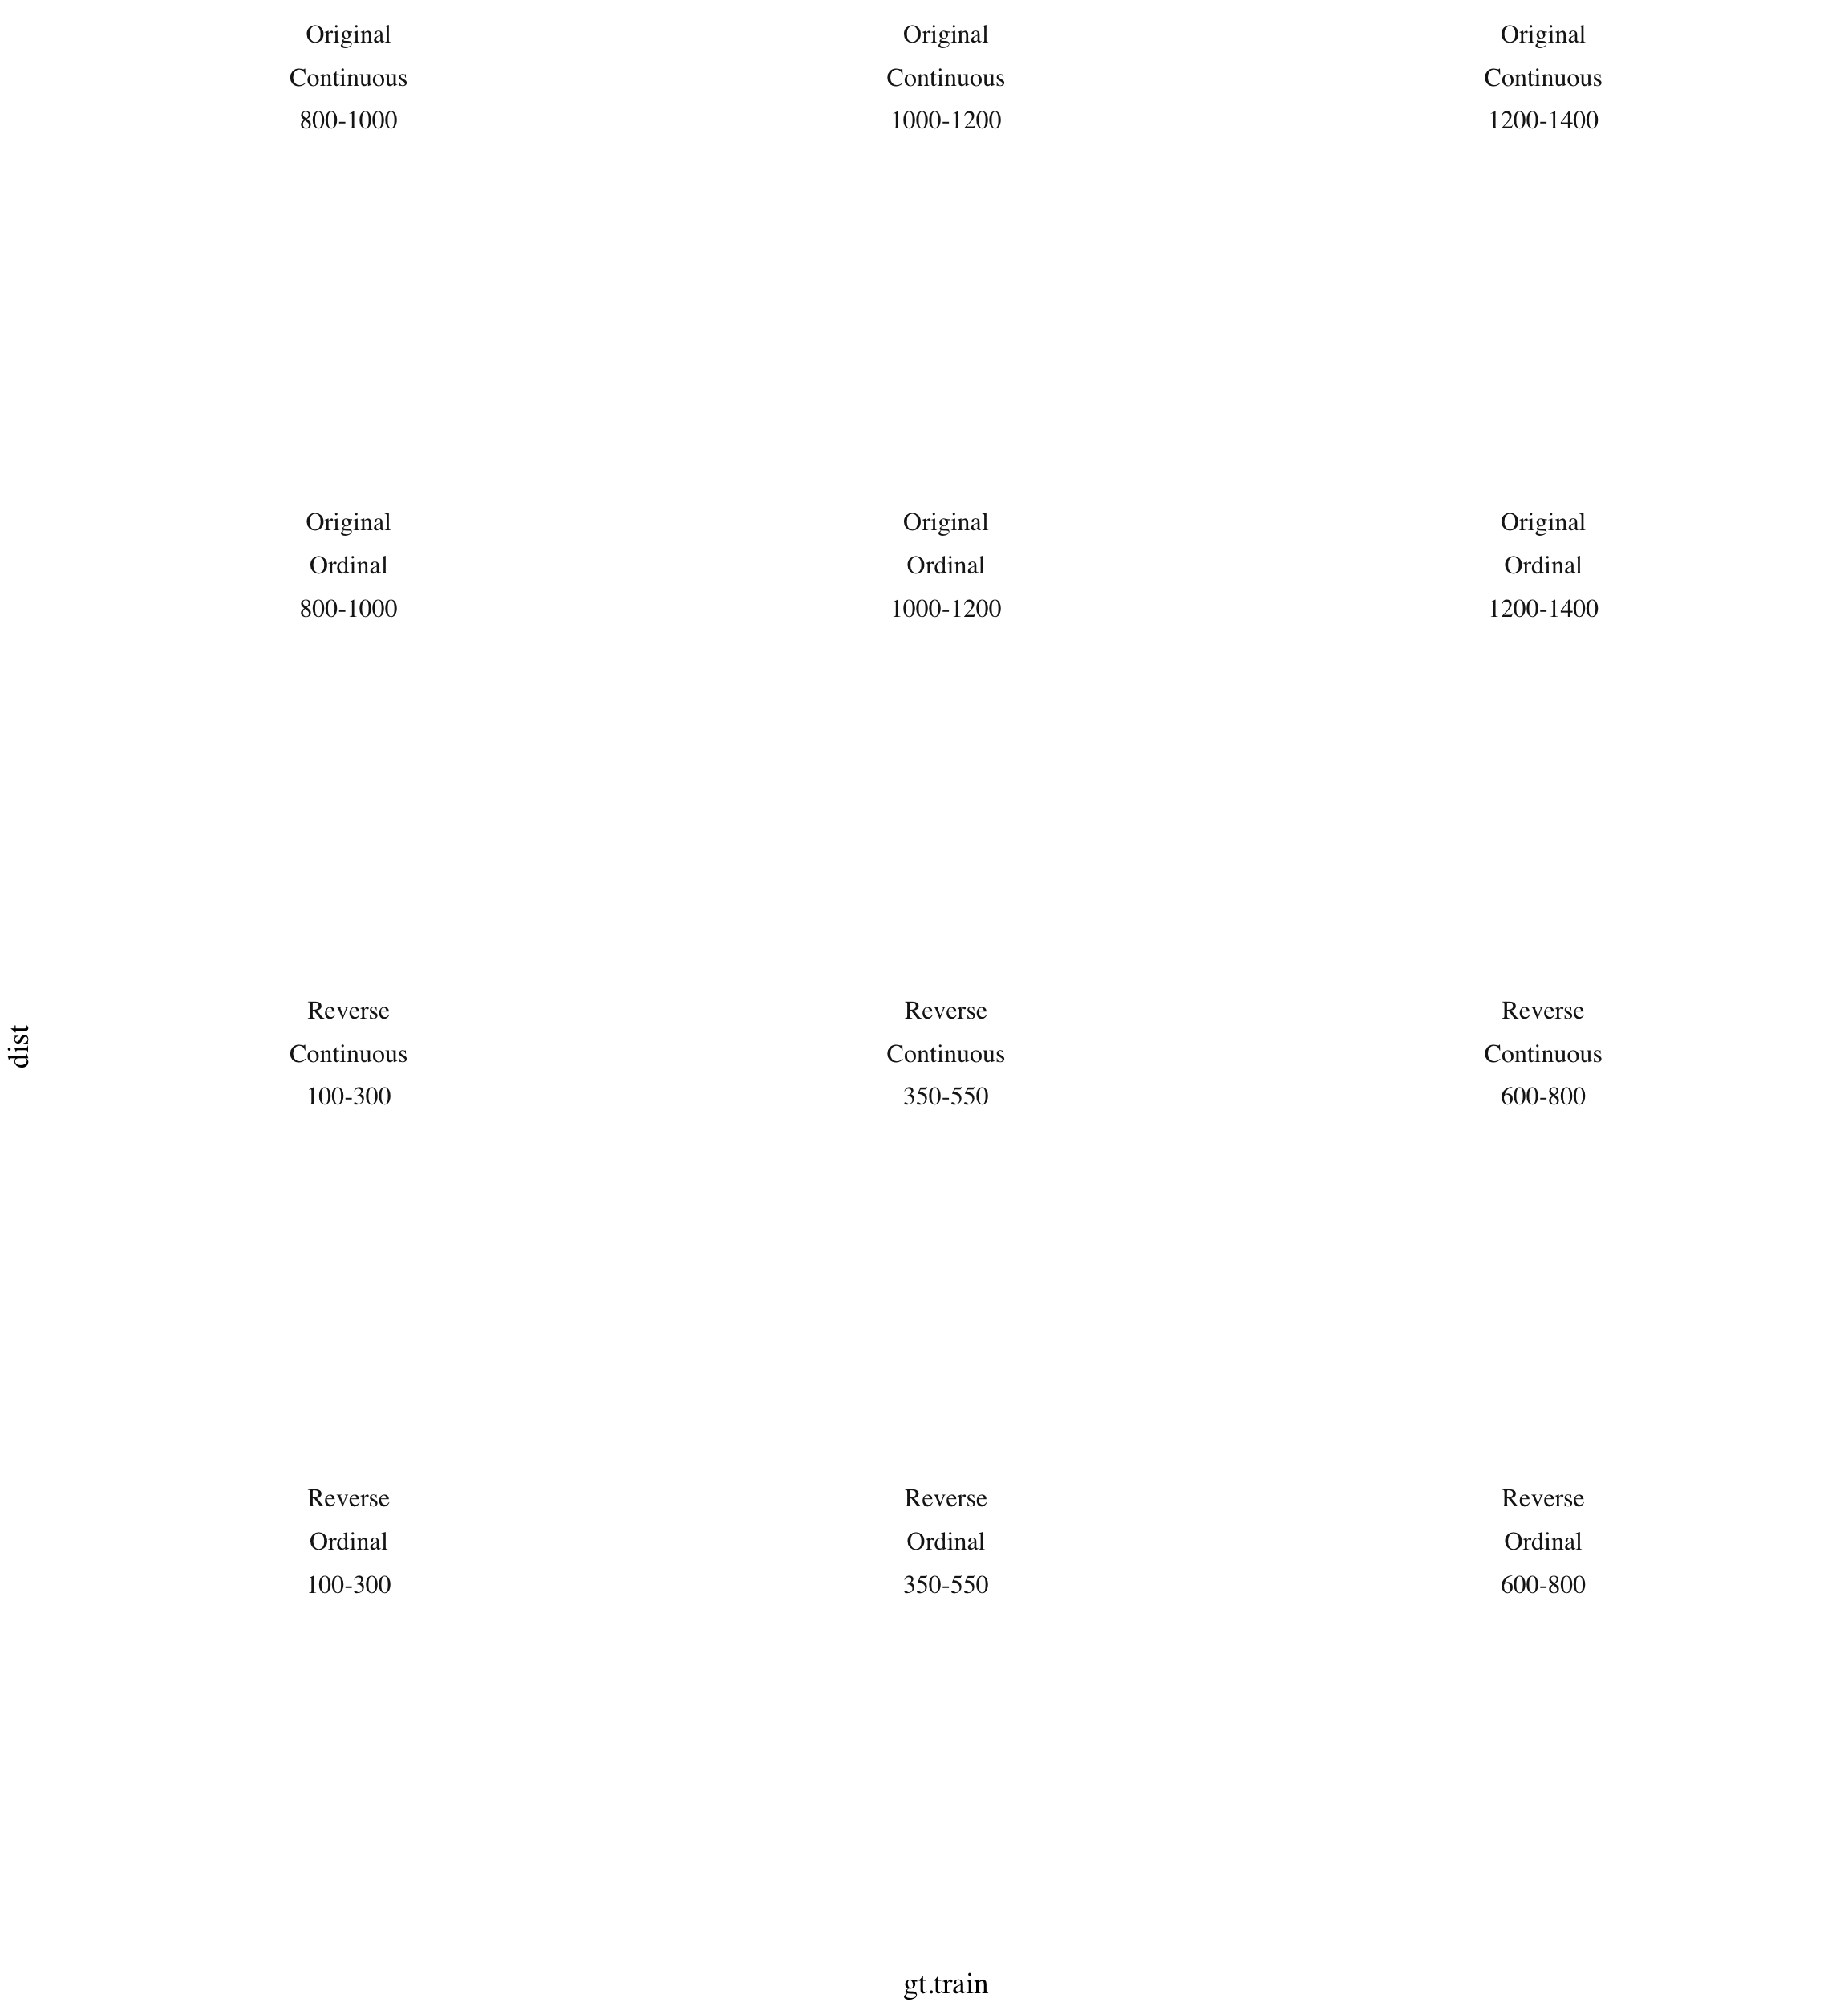 Original
Continuous
800-1000
Original
Continuous
1000-1200
Original
Continuous
1200-1400
Original
Ordinal
800-1000
Original
Ordinal
1000-1200
Original
Ordinal
1200-1400
dist
Reverse
Continuous
100-300
Reverse
Continuous
350-550
Reverse
Continuous
600-800
Reverse
Ordinal
100-300
Reverse
Ordinal
350-550
Reverse
Ordinal
600-800
gt.train